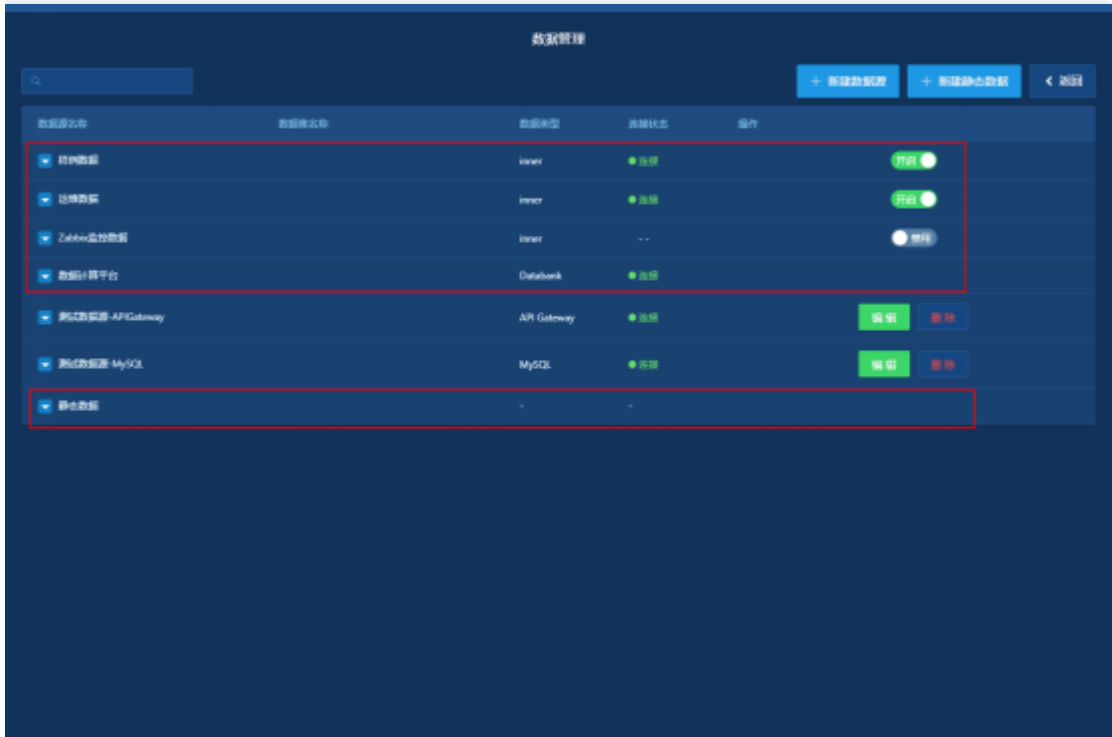 数据管理
+ 新建数据源 + 新建静态数据 < 返回
数据源名称 数据库名称 数据类型 连接状态 操作
样例数据 inner 连接 开启
运维数据 inner 连接 开启
Zabbix监控数据 inner -- 禁用
数据计算平台 Databank 连接
测试数据源-APIGateway API Gateway 连接 编辑 删除
测试数据源-MySQL MySQL 连接 编辑 删除
静态数据 - -